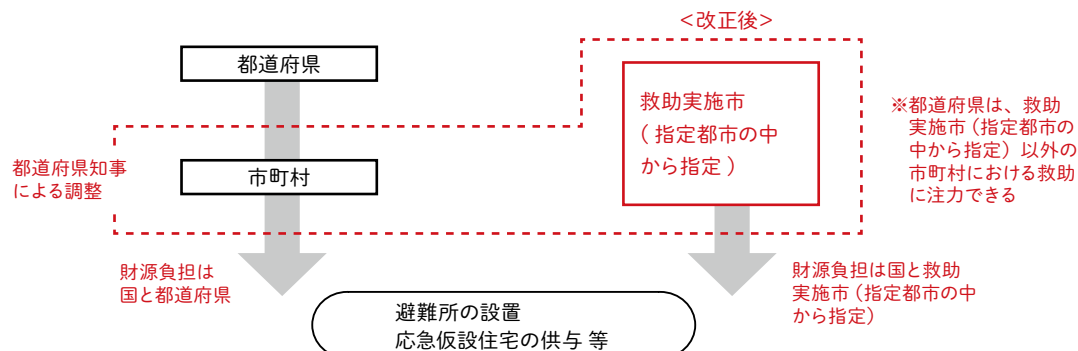 <改正後>
都道府県
救助実施市
(指定都市の中
から指定)
※都道府県は、救助
実施市(指定都市の
中から指定)以外の
市町村における救助
に注力できる
都道府県知事
による調整
市町村
財源負担は
国と都道府県
財源負担は国と救助
実施市(指定都市の中
から指定)
避難所の設置
応急仮設住宅の供与 等